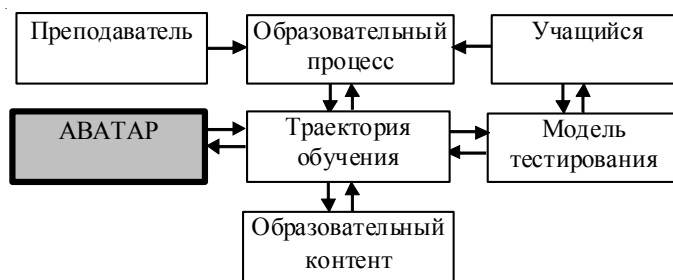 Преподаватель
Образовательный
процесс
Учащийся
АВАТАР
Траектория
обучения
Модель
тестирования
Образовательный
контент